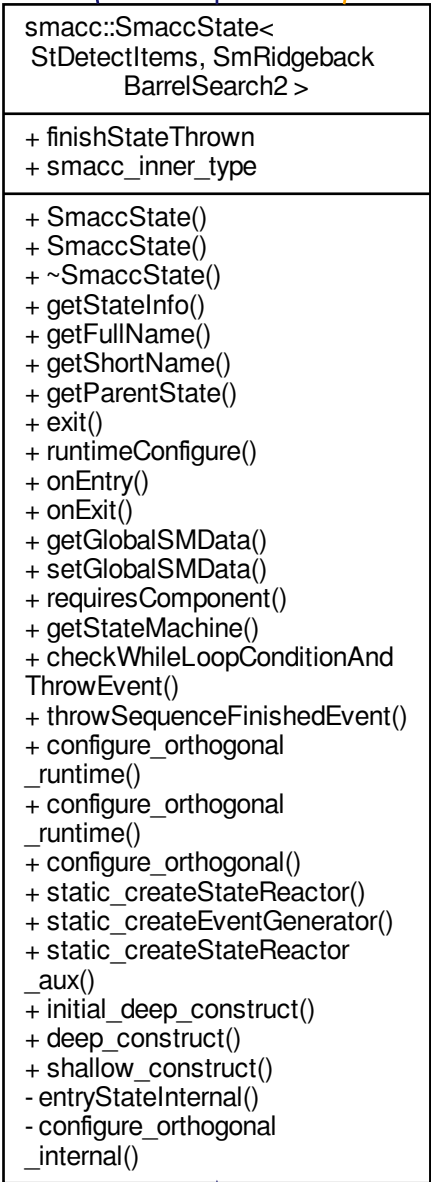 smacc::SmaccState<
StDetectItems, SmRidgeback
BarrelSearch2 >
+ finishStateThrown
+ smacc_inner_type
+ SmaccState()
+ SmaccState()
+ ~SmaccState()
+ getStateInfo()
+ getFullName()
+ getShortName()
+ getParentState()
+ exit()
+ runtimeConfigure()
+ onEntry()
+ onExit()
+ getGlobalSMData()
+ setGlobalSMData()
+ requiresComponent()
+ getStateMachine()
+ checkWhileLoopConditionAnd
ThrowEvent()
+ throwSequenceFinishedEvent()
+ configure_orthogonal
_runtime()
+ configure_orthogonal
_runtime()
+ configure_orthogonal()
+ static_createStateReactor()
+ static_createEventGenerator()
+ static_createStateReactor
_aux()
+ initial_deep_construct()
+ deep_construct()
+ shallow_construct()
- entryStateInternal()
- configure_orthogonal
_internal()